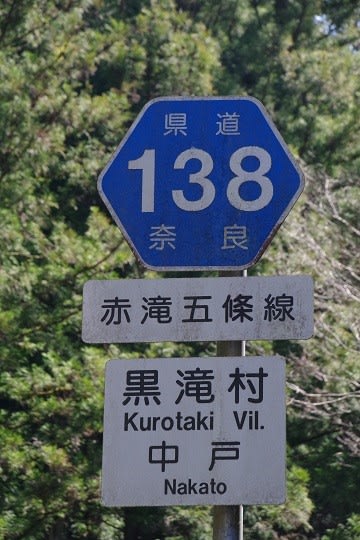 県道
138
奈良
赤滝五條線
黒滝村
Kurotaki Vil.
中戸
Nakato